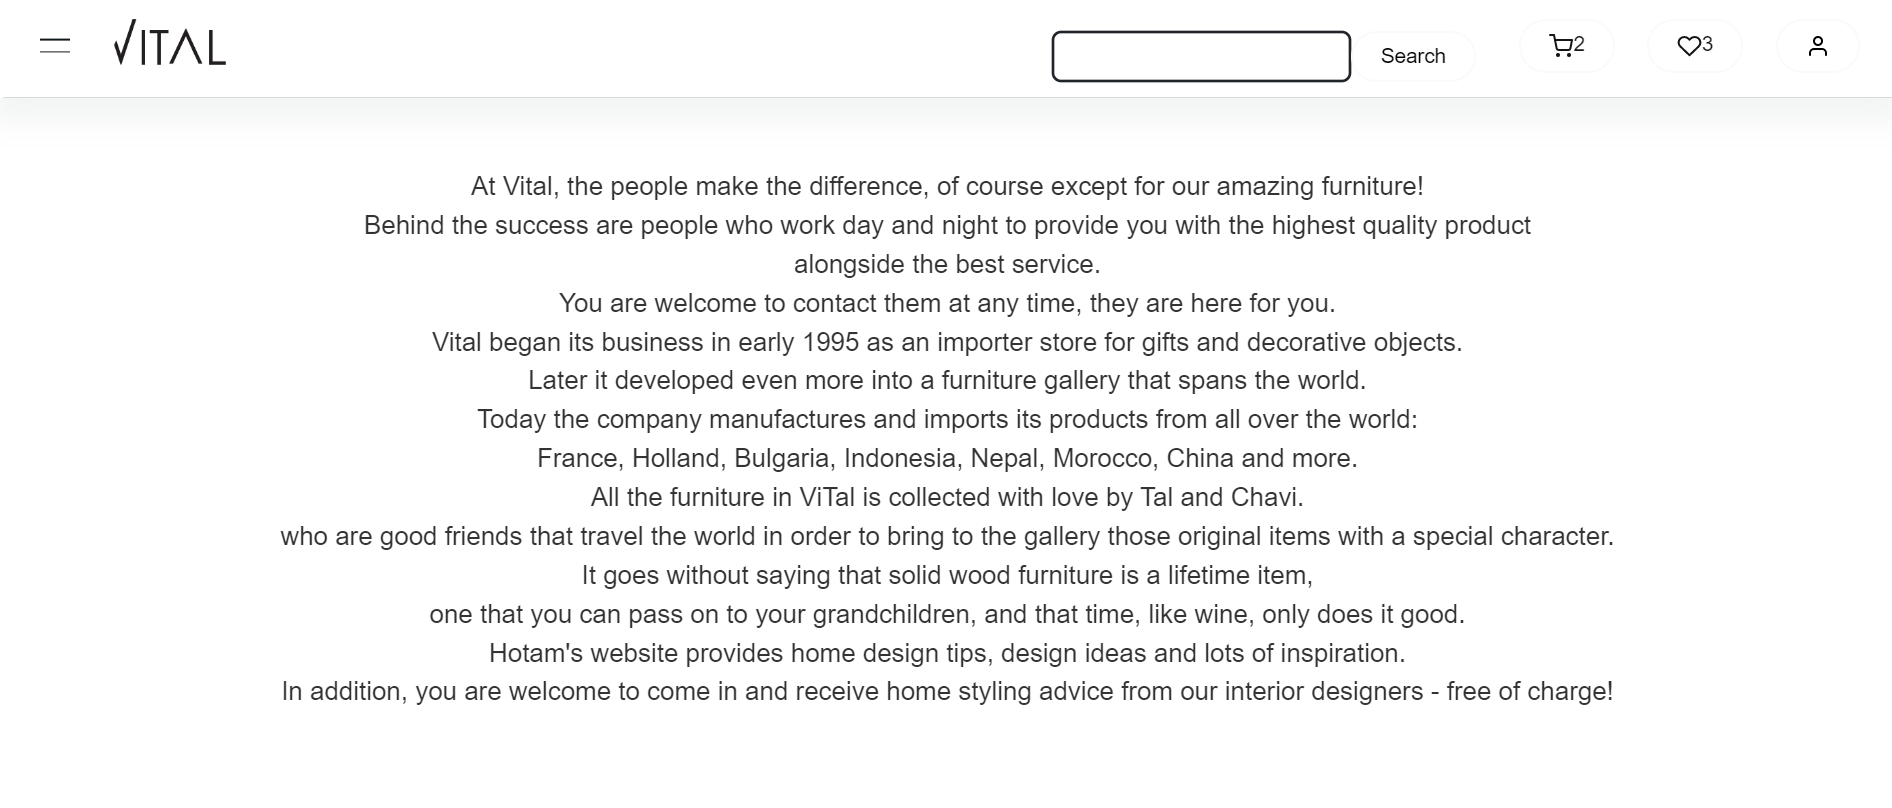 VITAL
Search
2
3
At Vital, the people make the difference, of course except for our amazing furniture!
Behind the success are people who work day and night to provide you with the highest quality product
alongside the best service.
You are welcome to contact them at any time, they are here for you.
Vital began its business in early 1995 as an importer store for gifts and decorative objects.
Later it developed even more into a furniture gallery that spans the world.
Today the company manufactures and imports its products from all over the world:
France, Holland, Bulgaria, Indonesia, Nepal, Morocco, China and more.
All the furniture in ViTal is collected with love by Tal and Chavi.
who are good friends that travel the world in order to bring to the gallery those original items with a special character.
It goes without saying that solid wood furniture is a lifetime item,
one that you can pass on to your grandchildren, and that time, like wine, only does it good.
Hotam's website provides home design tips, design ideas and lots of inspiration.
In addition, you are welcome to come in and receive home styling advice from our interior designers - free of charge!